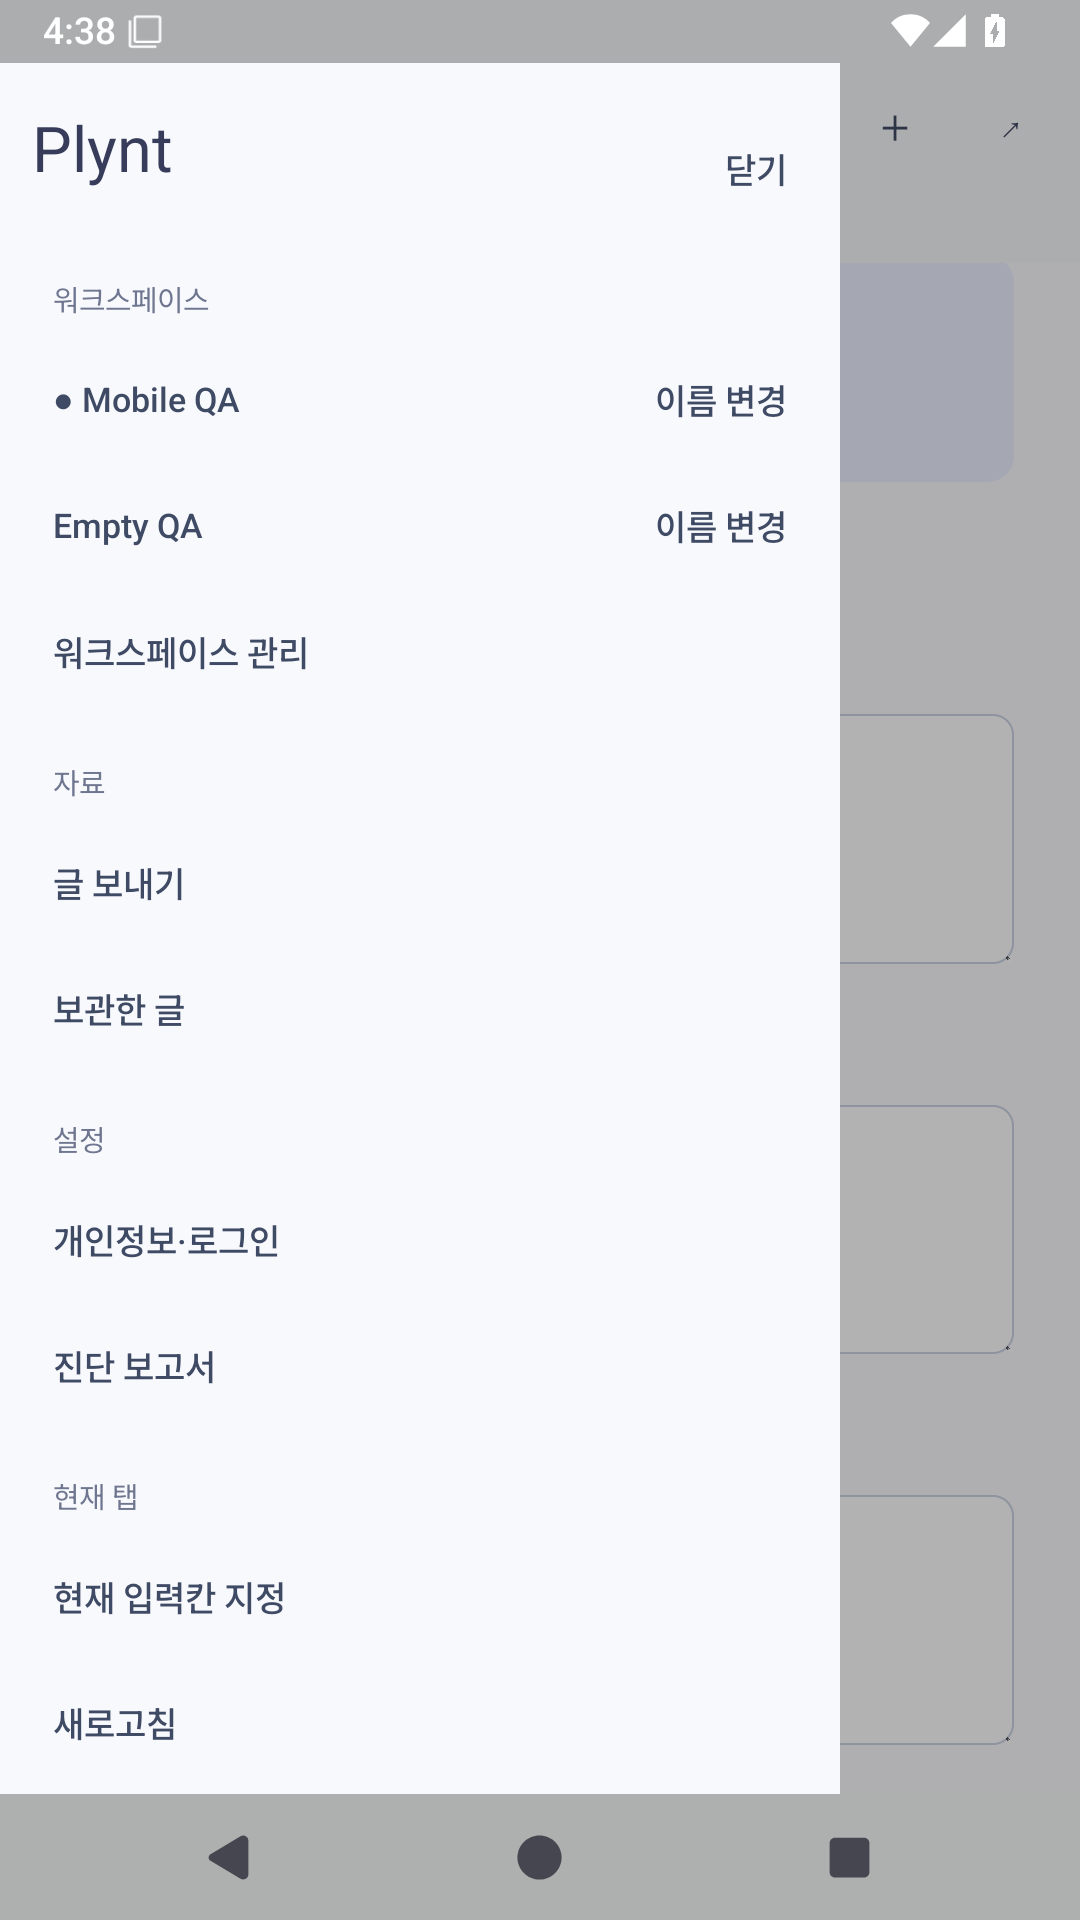 4:38
Plynt
닫기
워크스페이스
● Mobile QA
이름 변경
Empty QA
이름 변경
워크스페이스 관리
자료
글 보내기
보관한 글
설정
개인정보·로그인
진단 보고서
현재 탭
현재 입력칸 지정
새로고침